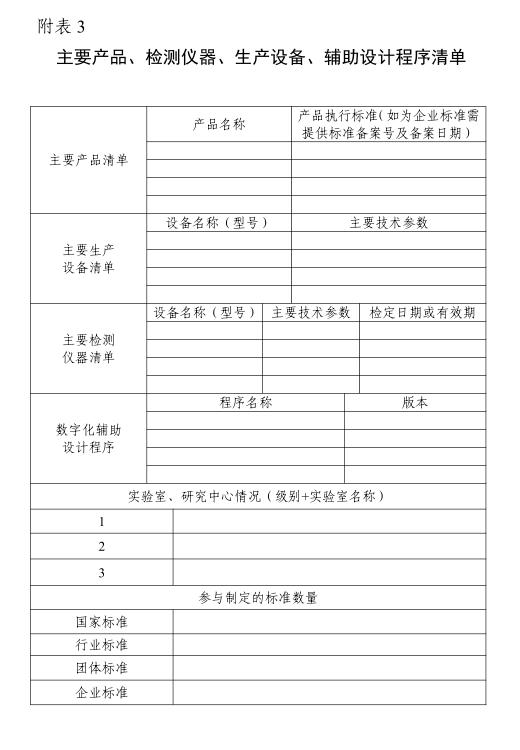 附表 3
主要产品、检测仪器、生产设备、辅助设计程序清单
主要产品清单
产品名称
产品执行标准（如为企业标准需
提供标准备案号及备案日期）
主要生产
设备清单
设备名称（型号）
主要技术参数
主要检测
仪器清单
设备名称（型号）
主要技术参数
检定日期或有效期
数字化辅助
设计程序
程序名称
版本
实验室、研究中心情况（级别+实验室名称）
1
2
3
参与制定的标准数量
国家标准
行业标准
团体标准
企业标准